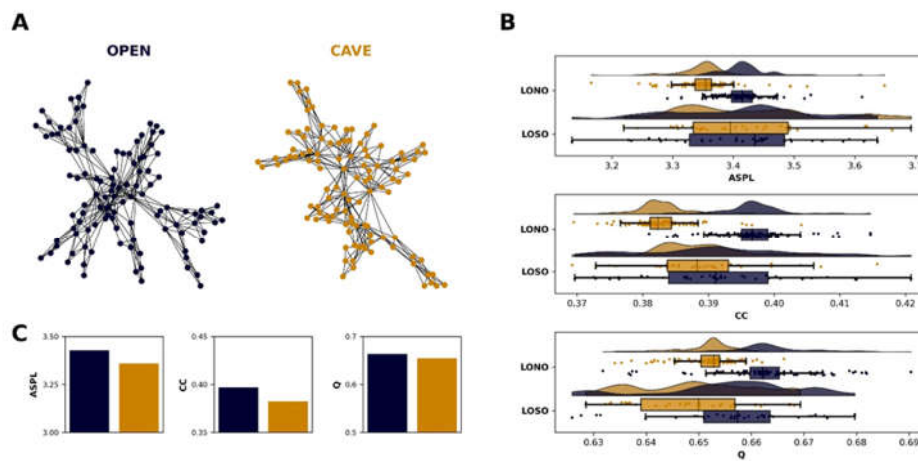 A
OPEN
CAVE
B
LONO
LOSO
3.2 3.3 3.4 3.5 3.6
ASPL
LONO
LOSO
0.37 0.38 0.39 0.40 0.41 0.42
CC
LONO
LOSO
0.63 0.64 0.65 0.66 0.67 0.68 0.69
Q
C
3.50
3.25
3.00
ASPL
0.45
0.40
0.35
CC
0.7
0.6
0.5
Q